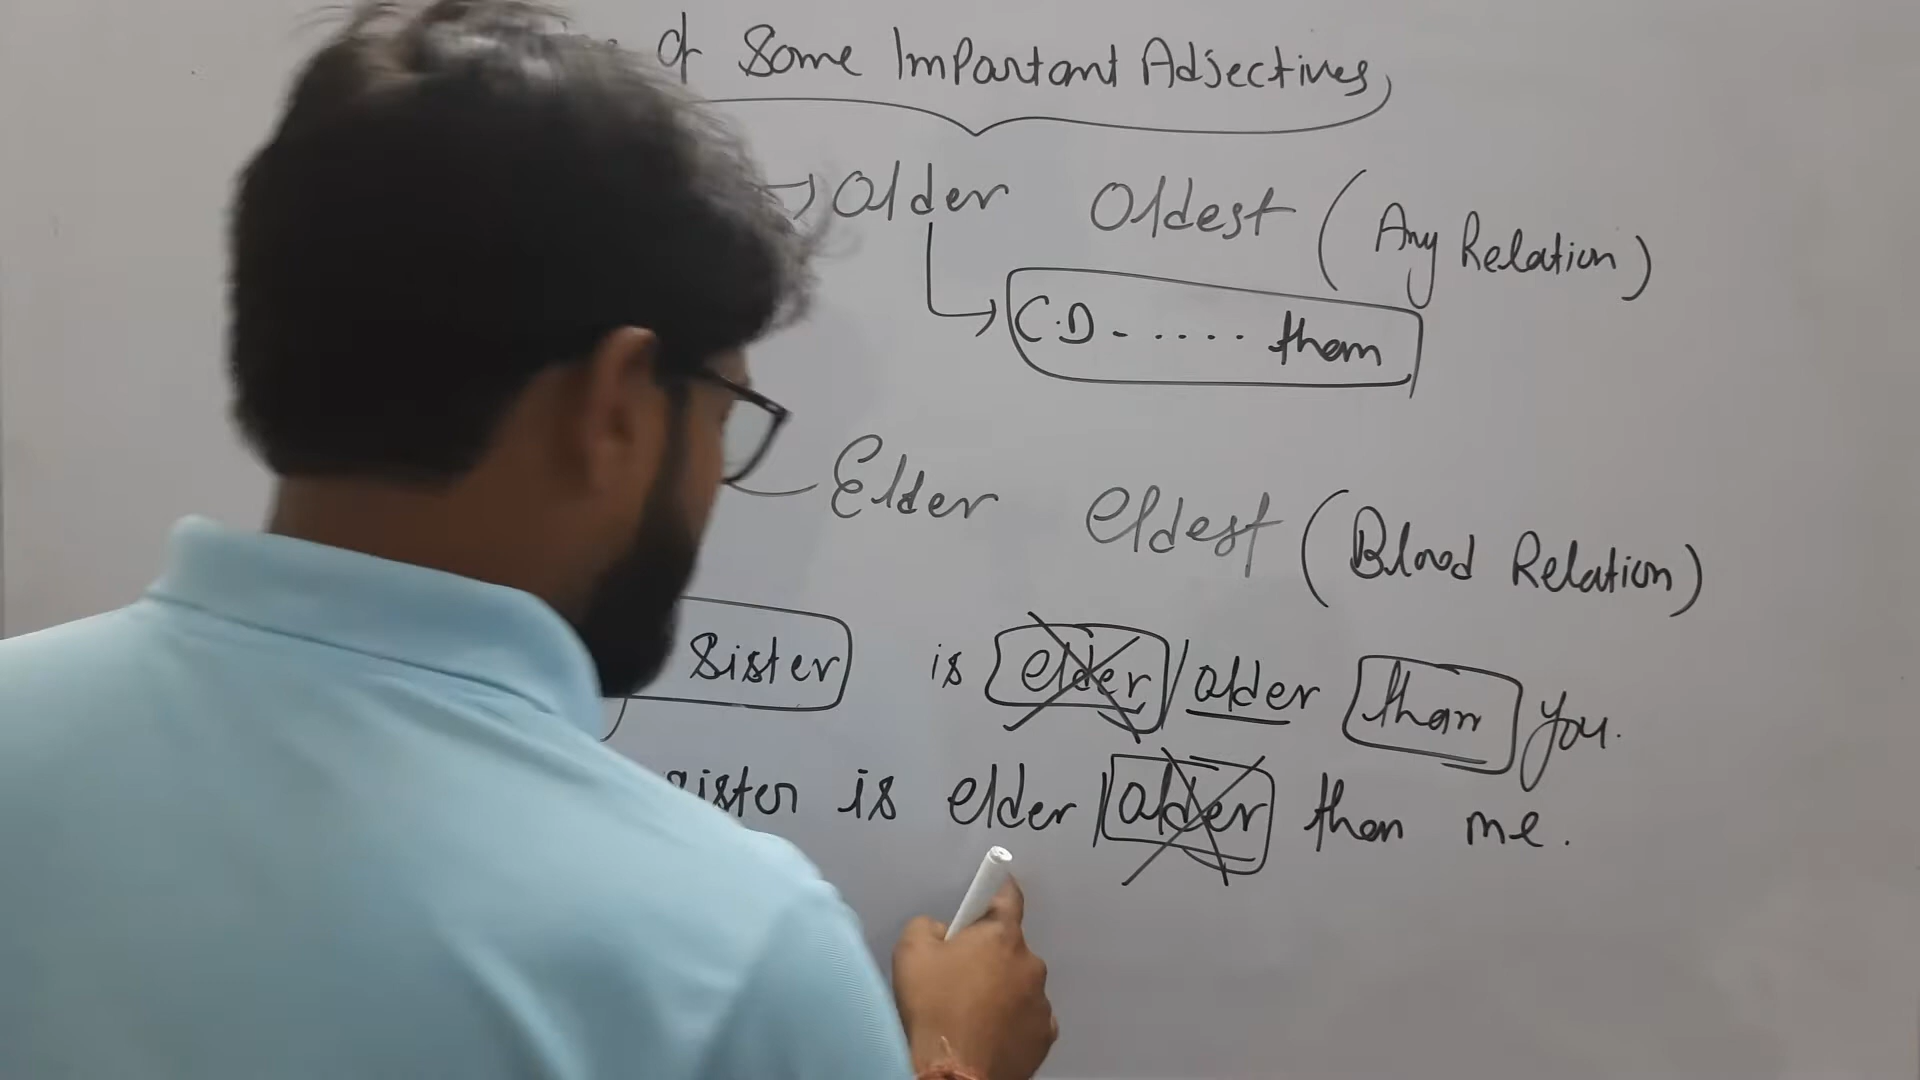 of Some Important Adjectives
→ Older Oldest (Any Relation)
C.D - ..... than
Elder eldest (Blood Relation)
Sister is elder / older than you.
sister is elder / older than me.